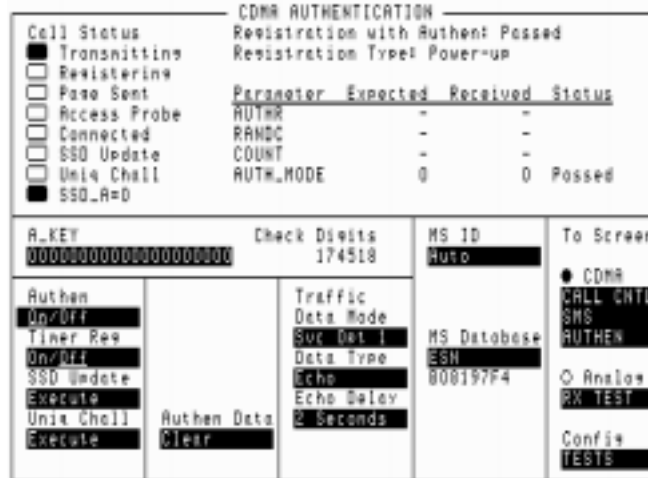 CDMA AUTHENTICATION
Call Status
Transmitting
Registering
Page Sent
Access Probe
Connected
SSD Update
Uniq Chall
SSD_A=0
Registration with Authen: Passed
Registration Type: Power-up
Parameter Expected Received Status
AUTHR - -
RANDC - -
COUNT - -
AUTH_MODE 0 0 Passed
A_KEY
00000000000000000000
Check Digits
174518
MS ID
Auto
To Screen
Authen
On/Off
Timer Reg
On/Off
SSD Update
Execute
Uniq Chall
Execute
Authen Data
Clear
Traffic
Data Mode
Svc Opt 1
Data Type
Echo
Echo Delay
2 Seconds
MS Database
ESN
808197F4
CDMA
CALL CNTL
SMS
AUTHEN
Analog
RX TEST
Config
TESTS